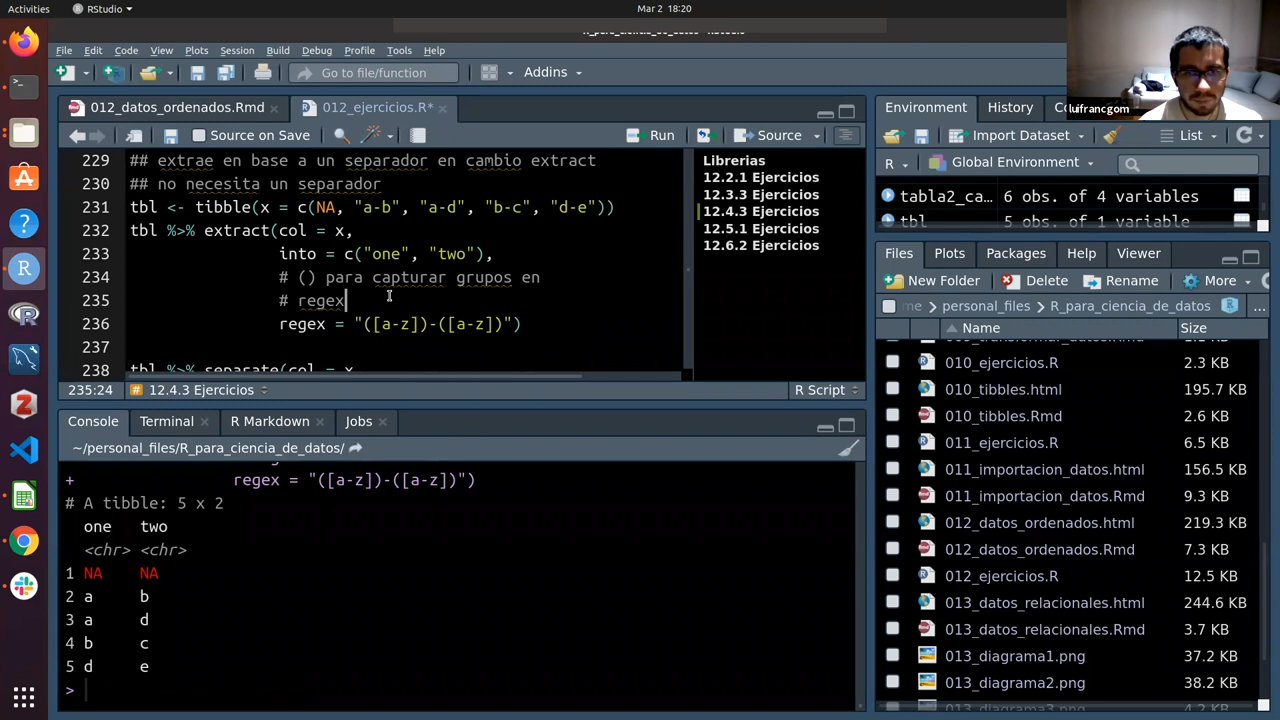 Activities
RStudio
Mar 2 18:20
File Edit Code View Plots Session Build Debug Profile Tools Help
Go to file/function
Addins
luifrancgom
012_datos_ordenados.Rmd
012_ejercicios.R*
Source on Save
Run
Source
229 ## extrae en base a un separador en cambio extract
230 ## no necesita un separador
231 tbl <- tibble(x = c(NA, "a-b", "a-d", "b-c", "d-e"))
232 tbl %>% extract(col = x,
233 into = c("one", "two"),
234 # () para capturar grupos en
235 # regex
236 regex = "([a-z])-([a-z])")
237
238 tbl %>% separate(col = x,
235:24 12.4.3 Ejercicios R Script
Librerias
12.2.1 Ejercicios
12.3.3 Ejercicios
12.4.3 Ejercicios
12.5.1 Ejercicios
12.6.2 Ejercicios
Console Terminal R Markdown Jobs
~/personal_files/R_para_ciencia_de_datos/
+ regex = "([a-z])-([a-z])")
# A tibble: 5 x 2
one two
<chr> <chr>
1 NA NA
2 a b
3 a d
4 b c
5 d e
>
Environment History
Import Dataset List
R Global Environment
tabla2_ca… 6 obs. of 4 variables
tbl 5 obs. of 1 variable
Files Plots Packages Help Viewer
New Folder Delete Rename More
me personal_files R_para_ciencia_de_datos ...
Name Size
010_ejercicios.R 2.3 KB
010_tibbles.html 195.7 KB
010_tibbles.Rmd 2.6 KB
011_ejercicios.R 6.5 KB
011_importacion_datos.html 156.5 KB
011_importacion_datos.Rmd 9.3 KB
012_datos_ordenados.html 219.3 KB
012_datos_ordenados.Rmd 7.3 KB
012_ejercicios.R 12.5 KB
013_datos_relacionales.html 244.6 KB
013_datos_relacionales.Rmd 3.7 KB
013_diagrama1.png 37.2 KB
013_diagrama2.png 38.2 KB
013_diagrama3.png 4.2 KB